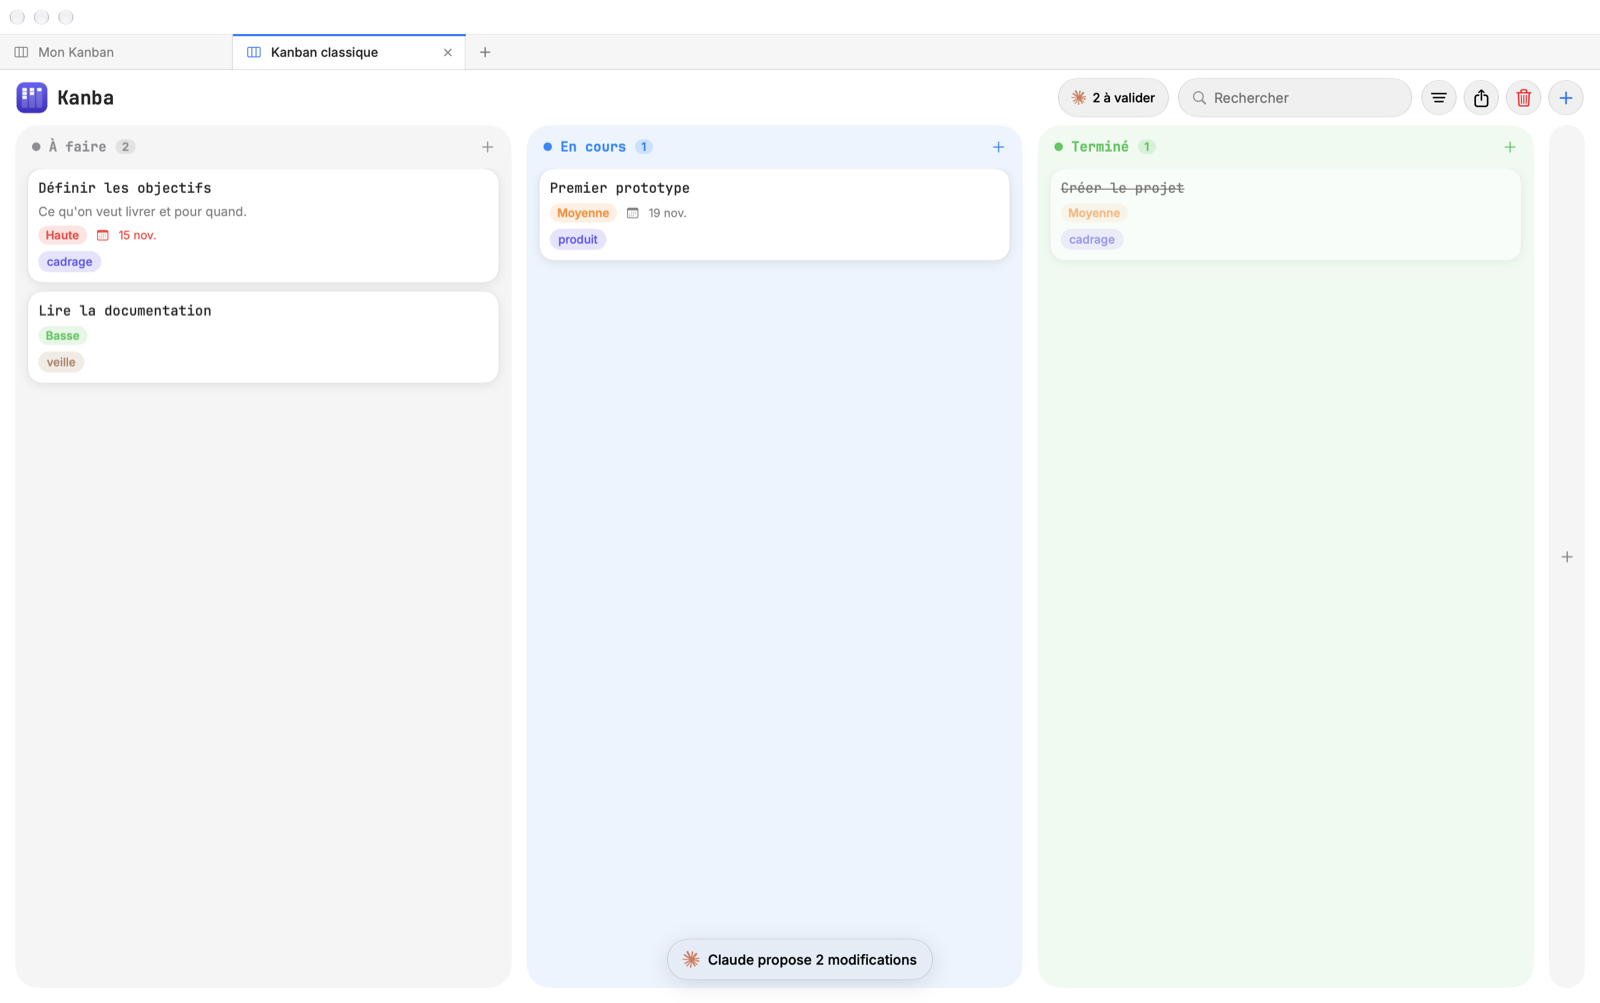 Mon Kanban
Kanban classique
Kanba
2 à valider
Rechercher
À faire 2
Définir les objectifs
Ce qu'on veut livrer et pour quand.
Haute 15 nov.
cadrage
Lire la documentation
Basse
veille
En cours 1
Premier prototype
Moyenne 19 nov.
produit
Terminé 1
Créer le projet
Moyenne
cadrage
Claude propose 2 modifications